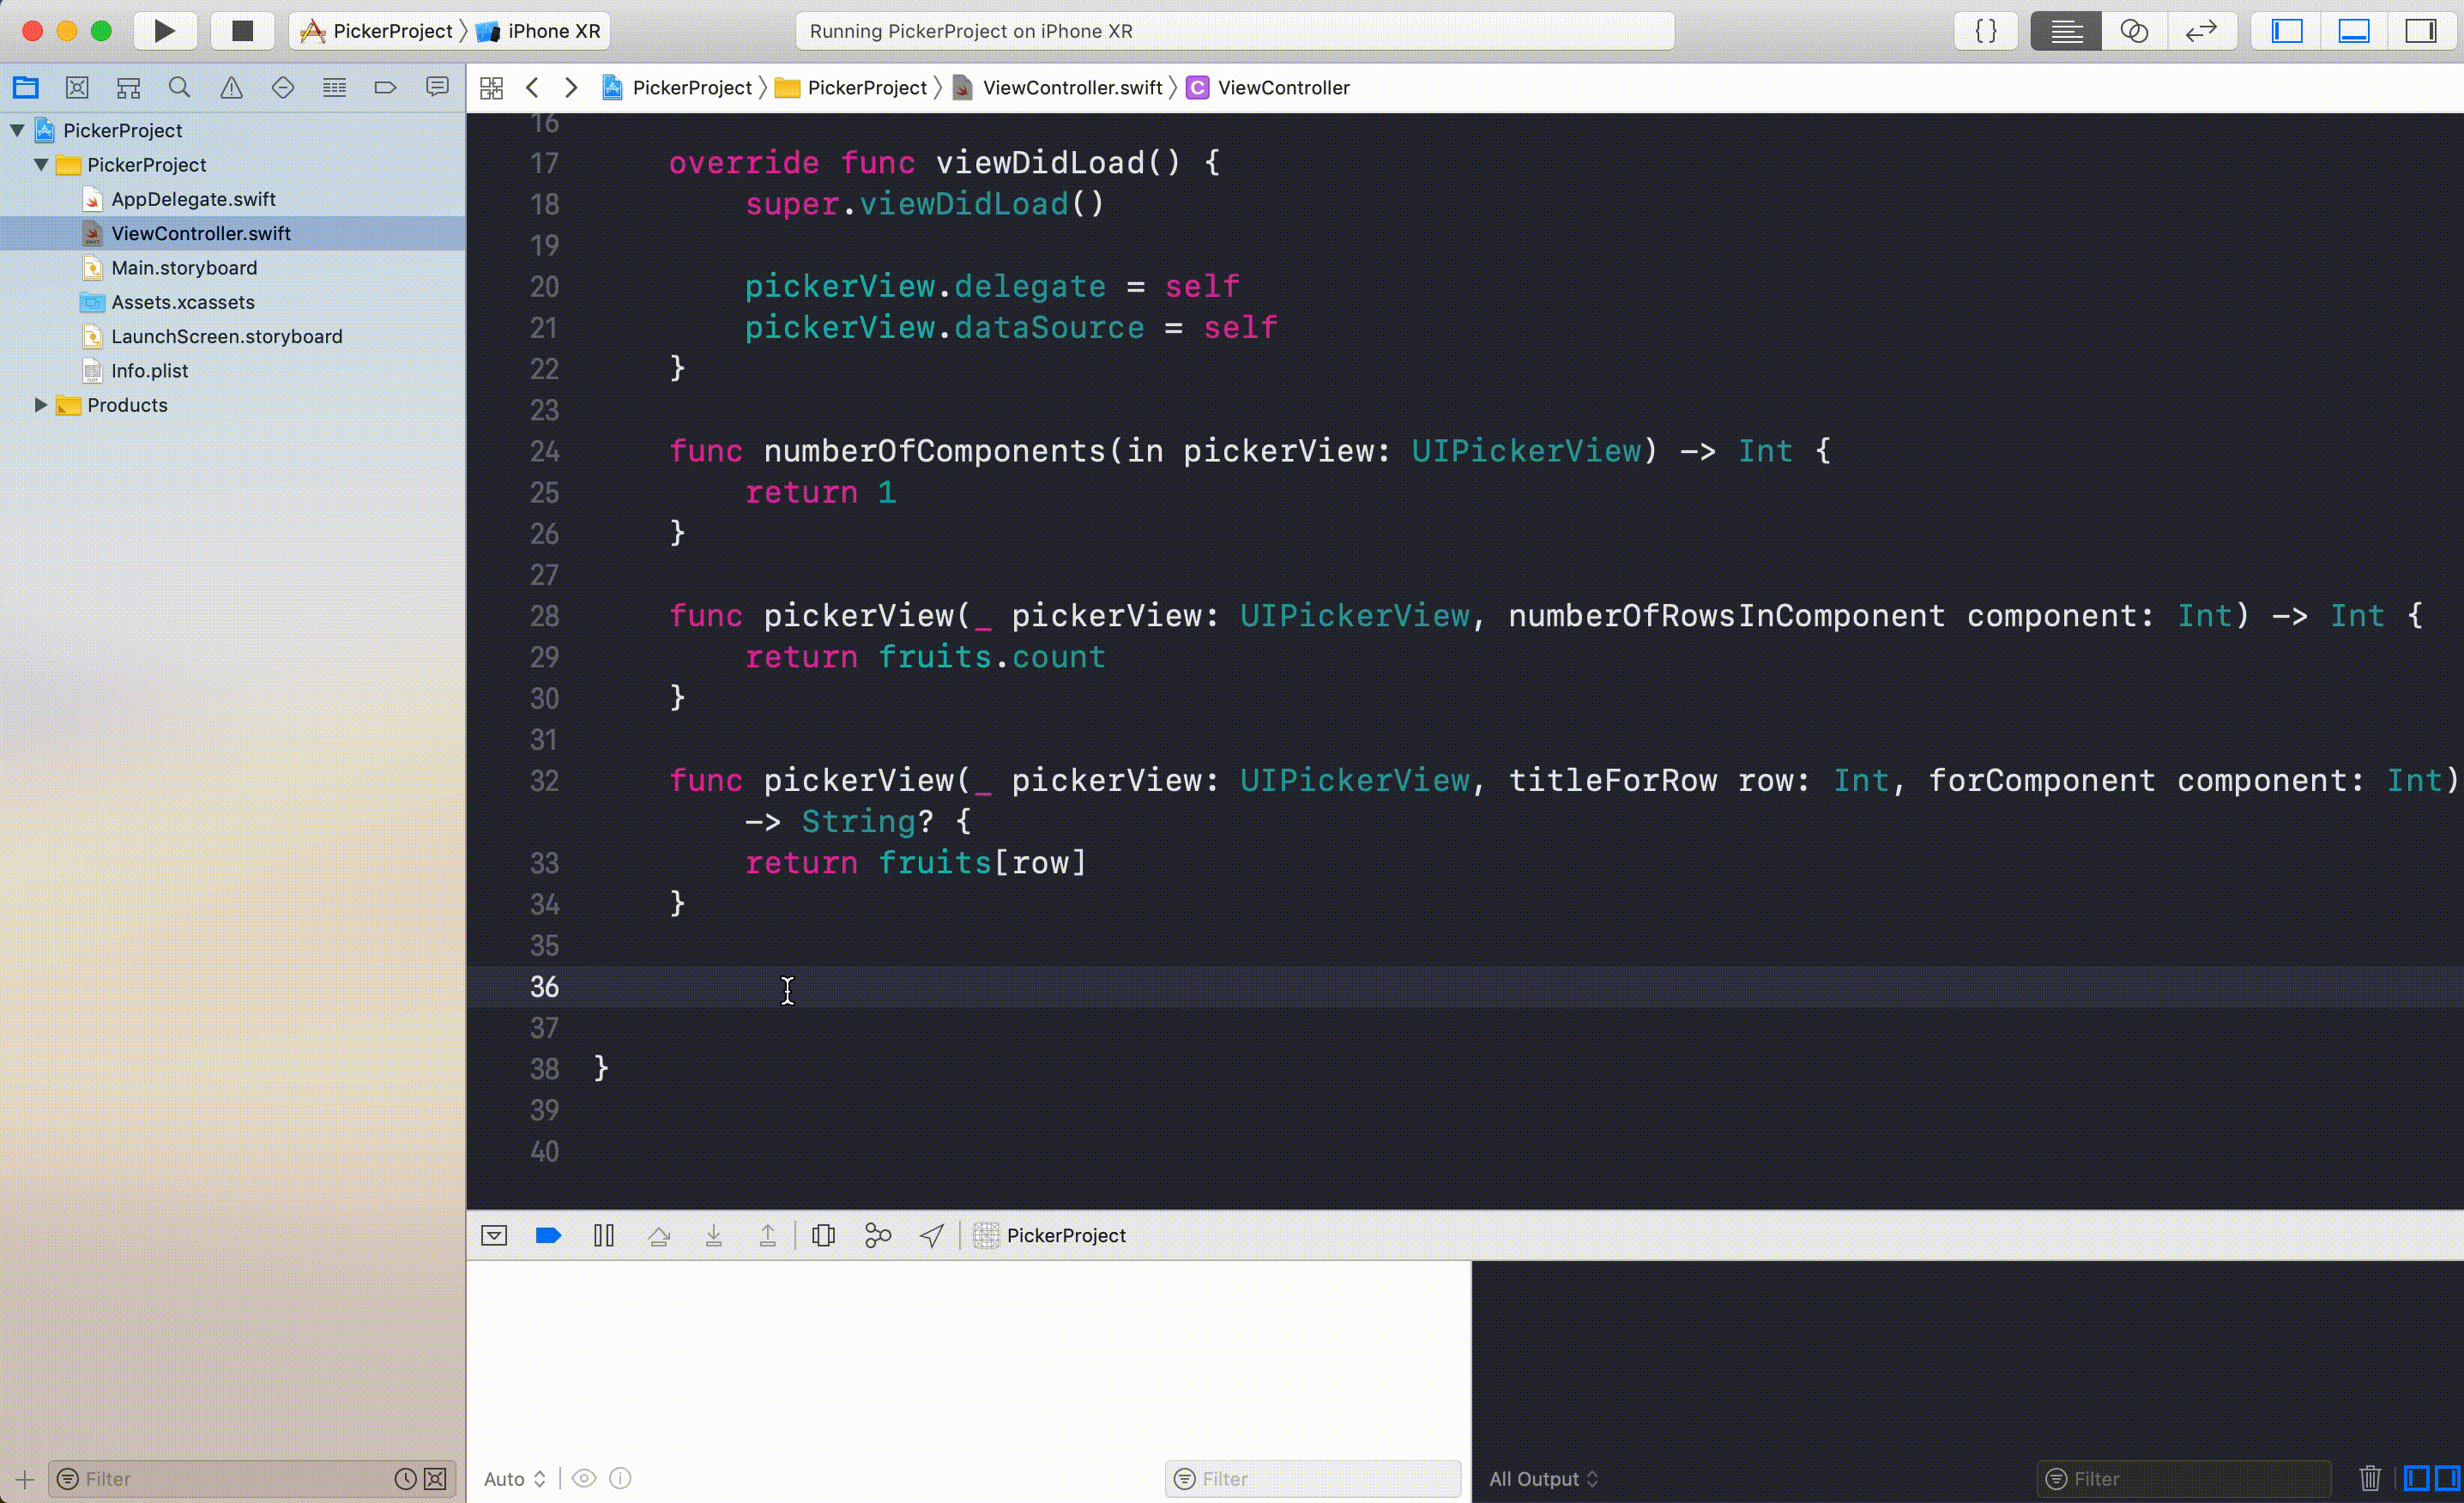 PickerProject 〉 iPhone XR
Running PickerProject on iPhone XR
{ }
PickerProject 〉 PickerProject 〉 ViewController.swift 〉 C ViewController
PickerProject
PickerProject
AppDelegate.swift
ViewController.swift
Main.storyboard
Assets.xcassets
LaunchScreen.storyboard
Info.plist
Products
16
17 override func viewDidLoad() {
18 super.viewDidLoad()
19
20 pickerView.delegate = self
21 pickerView.dataSource = self
22 }
23
24 func numberOfComponents(in pickerView: UIPickerView) -> Int {
25 return 1
26 }
27
28 func pickerView(_ pickerView: UIPickerView, numberOfRowsInComponent component: Int) -> Int {
29 return fruits.count
30 }
31
32 func pickerView(_ pickerView: UIPickerView, titleForRow row: Int, forComponent component: Int)
-> String? {
33 return fruits[row]
34 }
35
36
37
38 }
39
40
PickerProject
Filter
Auto
Filter
All Output
Filter